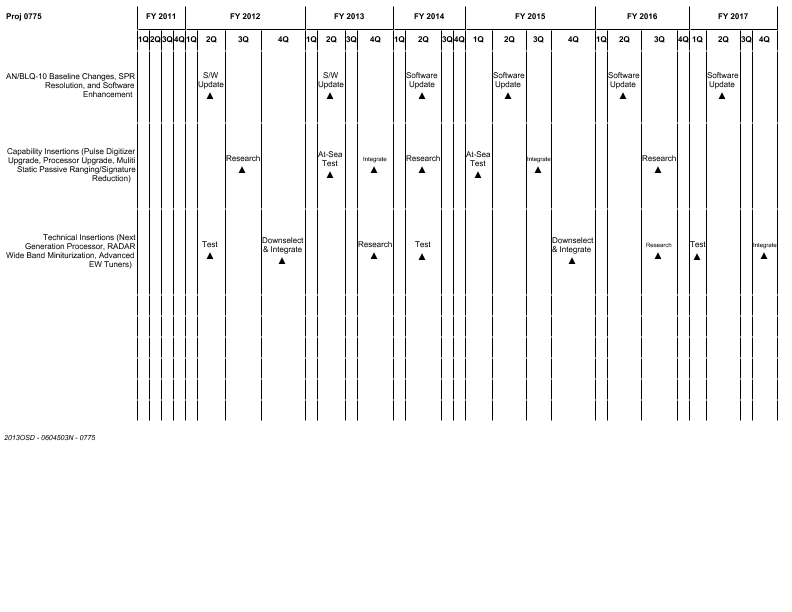 Proj 0775 FY 2011 FY 2012 FY 2013 FY 2014 FY 2015 FY 2016 FY 2017
1Q 2Q 3Q 4Q 1Q 2Q 3Q 4Q 1Q 2Q 3Q 4Q 1Q 2Q 3Q 4Q 1Q 2Q 3Q 4Q 1Q 2Q 3Q 4Q 1Q 2Q 3Q 4Q
AN/BLQ-10 Baseline Changes, SPR
Resolution, and Software
Enhancement
S/W
Update
S/W
Update
Software
Update
Software
Update
Software
Update
Software
Update
Capability Insertions (Pulse Digitizer
Upgrade, Processor Upgrade, Muliti
Static Passive Ranging/Signature
Reduction)
Research
At-Sea
Test
Integrate
Research
At-Sea
Test
Integrate
Research
Technical Insertions (Next
Generation Processor, RADAR
Wide Band Miniturization, Advanced
EW Tuners)
Test
Downselect
& Integrate
Research
Test
Downselect
& Integrate
Research
Test
Integrate
2013OSD - 0604503N - 0775